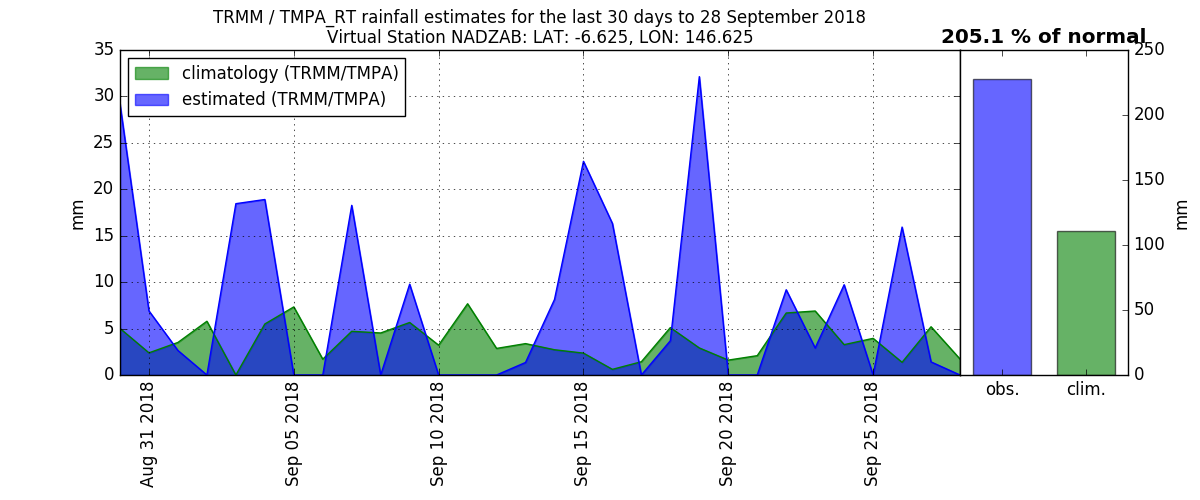 TRMM / TMPA_RT rainfall estimates for the last 30 days to 28 September 2018
Virtual Station NADZAB: LAT: -6.625, LON: 146.625
205.1 % of normal
climatology (TRMM/TMPA)
estimated (TRMM/TMPA)
35
30
25
20
15
10
5
0
mm
Aug 31 2018
Sep 05 2018
Sep 10 2018
Sep 15 2018
Sep 20 2018
Sep 25 2018
obs.
clim.
250
200
150
100
50
0
mm